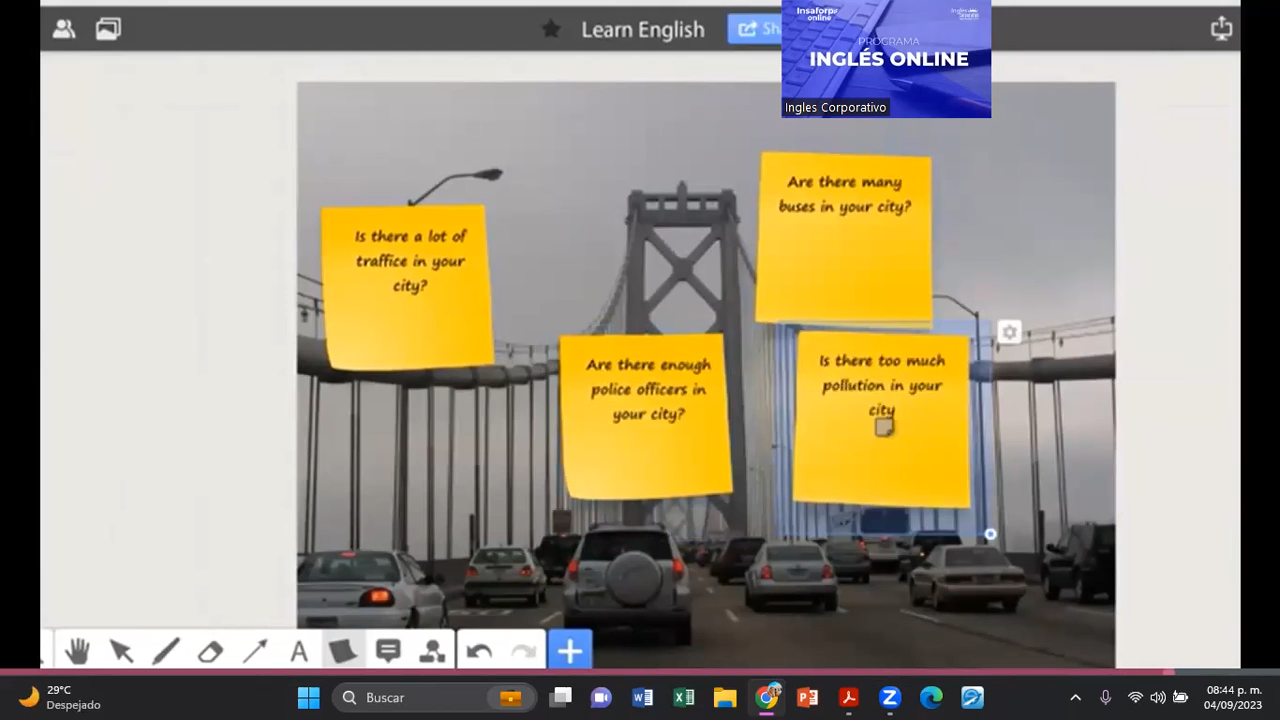 Learn English
Sh
Insaforp
online
PROGRAMA
INGLÉS ONLINE
Ingles Corporativo
Are there many
buses in your city?
Is there a lot of
traffice in your
city?
Are there enough
police officers in
your city?
Is there too much
pollution in your
city
A
29°C
Despejado
Buscar
08:44 p. m.
04/09/2023